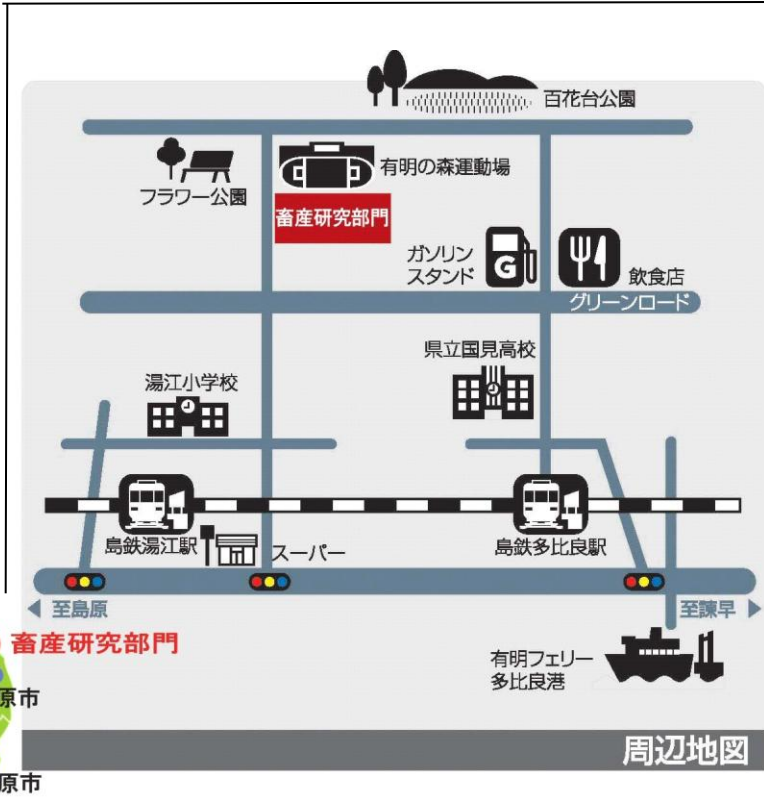 百花台公園
有明の森運動場
フラワー公園
畜産研究部門
ガソリン
スタンド
G
飲食店
グリーンロード
県立国見高校
湯江小学校
島鉄湯江駅
スーパー
島鉄多比良駅
至島原
至諫早
畜産研究部門
原市
有明フェリー
多比良港
周辺地図
原市